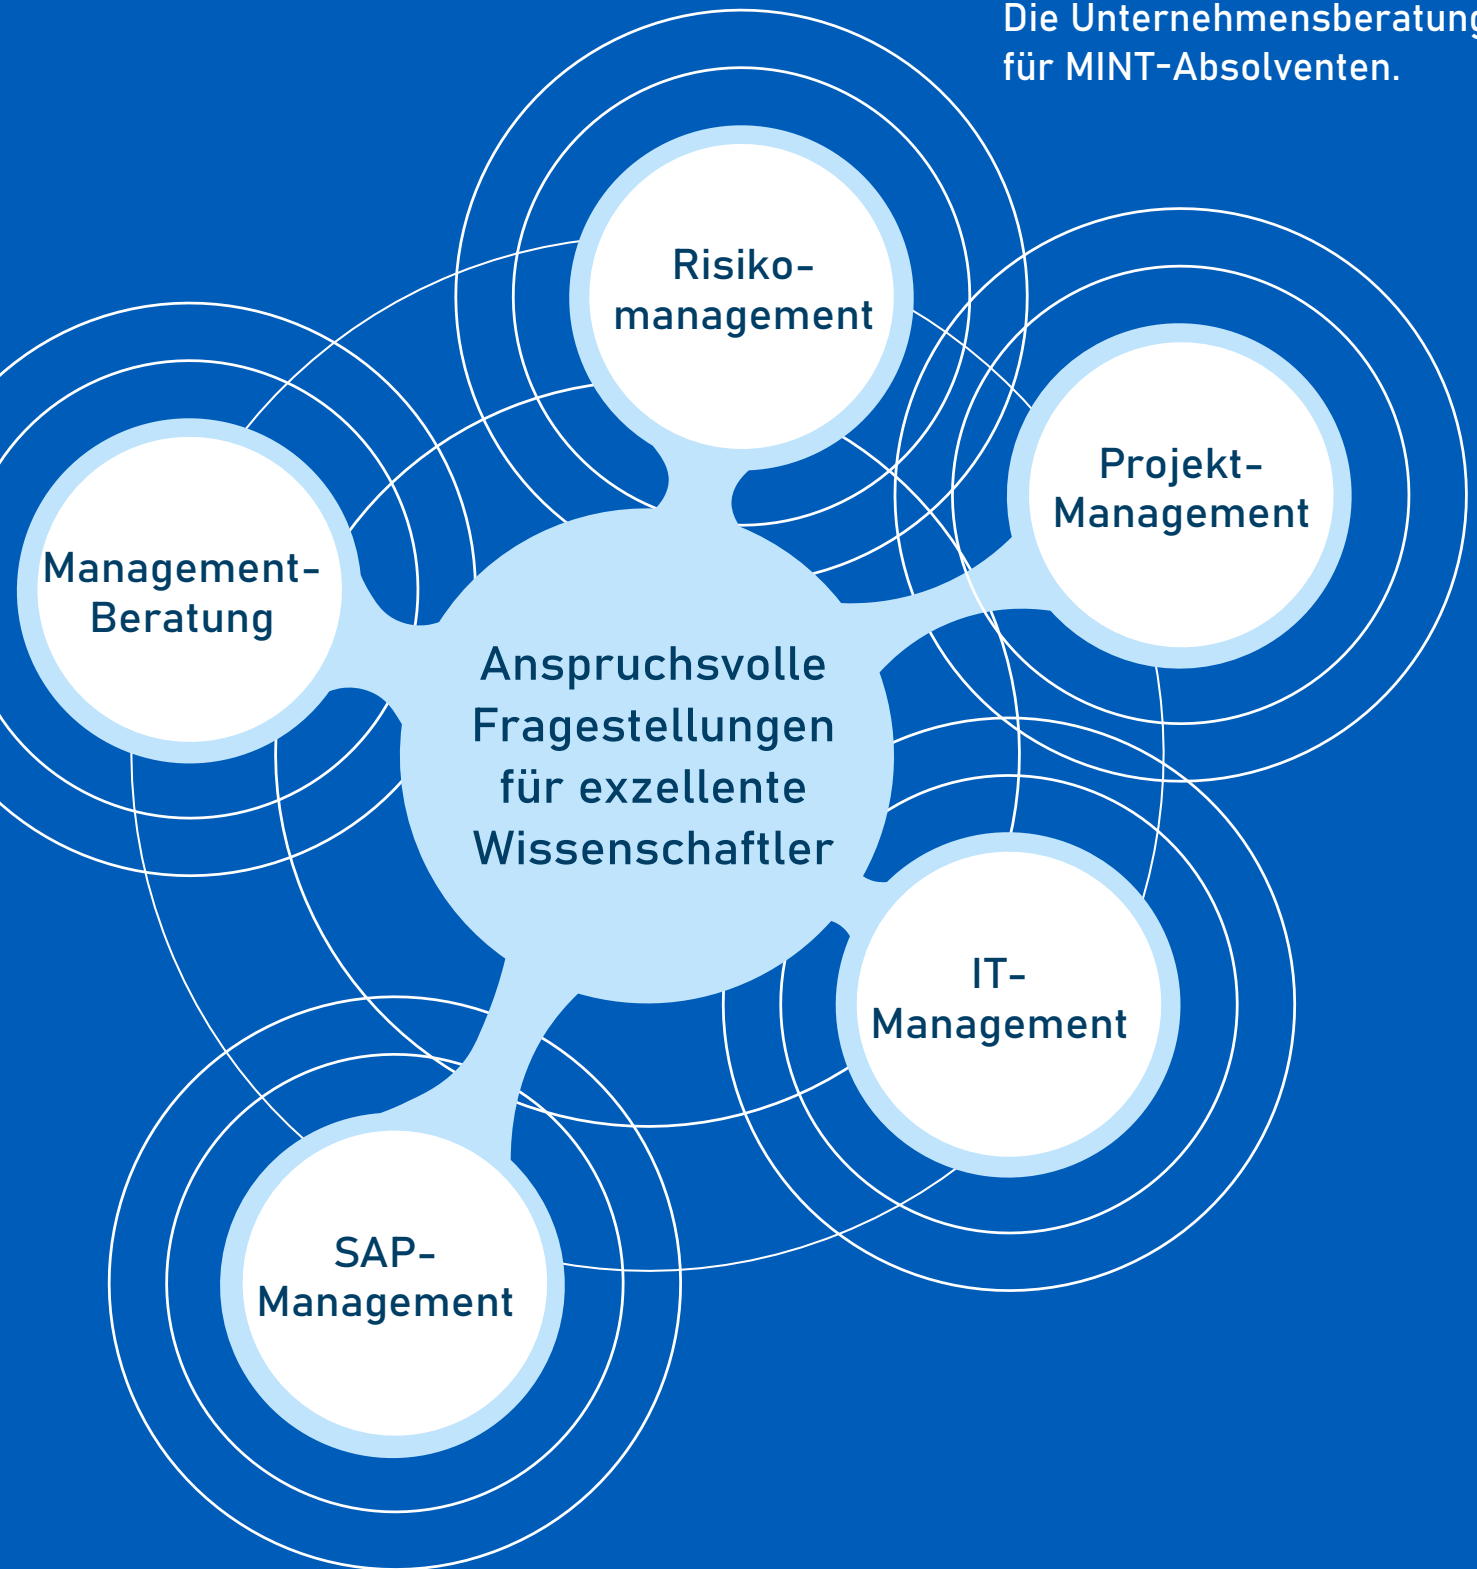 Die Unternehmensberatung
für MINT-Absolventen.
Risiko-
management
Projekt-
Management
Management-
Beratung
Anspruchsvolle
Fragestellungen
für exzellente
Wissenschaftler
IT-
Management
SAP-
Management